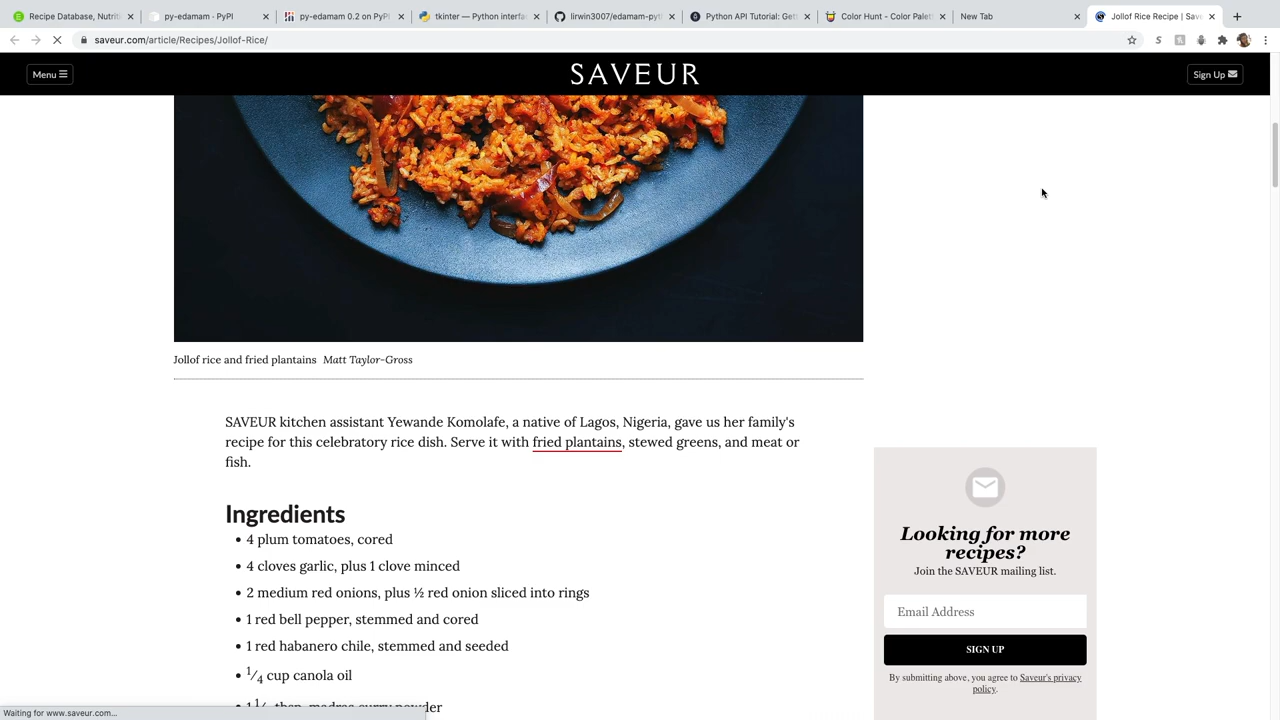 Recipe Database, Nutriti
py-edamam · PyPI
py-edamam 0.2 on PyPI
tkinter — Python interfa
lirwin3007/edamam-pyt
Python API Tutorial: Get
Color Hunt - Color Palet
New Tab
Jollof Rice Recipe | Save
saveur.com/article/Recipes/Jollof-Rice/
Menu
SAVEUR
Sign Up
Jollof rice and fried plantains Matt Taylor-Gross
SAVEUR kitchen assistant Yewande Komolafe, a native of Lagos, Nigeria, gave us her family's
recipe for this celebratory rice dish. Serve it with fried plantains, stewed greens, and meat or
fish.
Ingredients
• 4 plum tomatoes, cored
• 4 cloves garlic, plus 1 clove minced
• 2 medium red onions, plus ½ red onion sliced into rings
• 1 red bell pepper, stemmed and cored
• 1 red habanero chile, stemmed and seeded
• 1⁄4 cup canola oil
tbsp. madras curry powder
Looking for more
recipes?
Join the SAVEUR mailing list.
Email Address
SIGN UP
By submitting above, you agree to Saveur's privacy
policy.
Waiting for www.saveur.com...